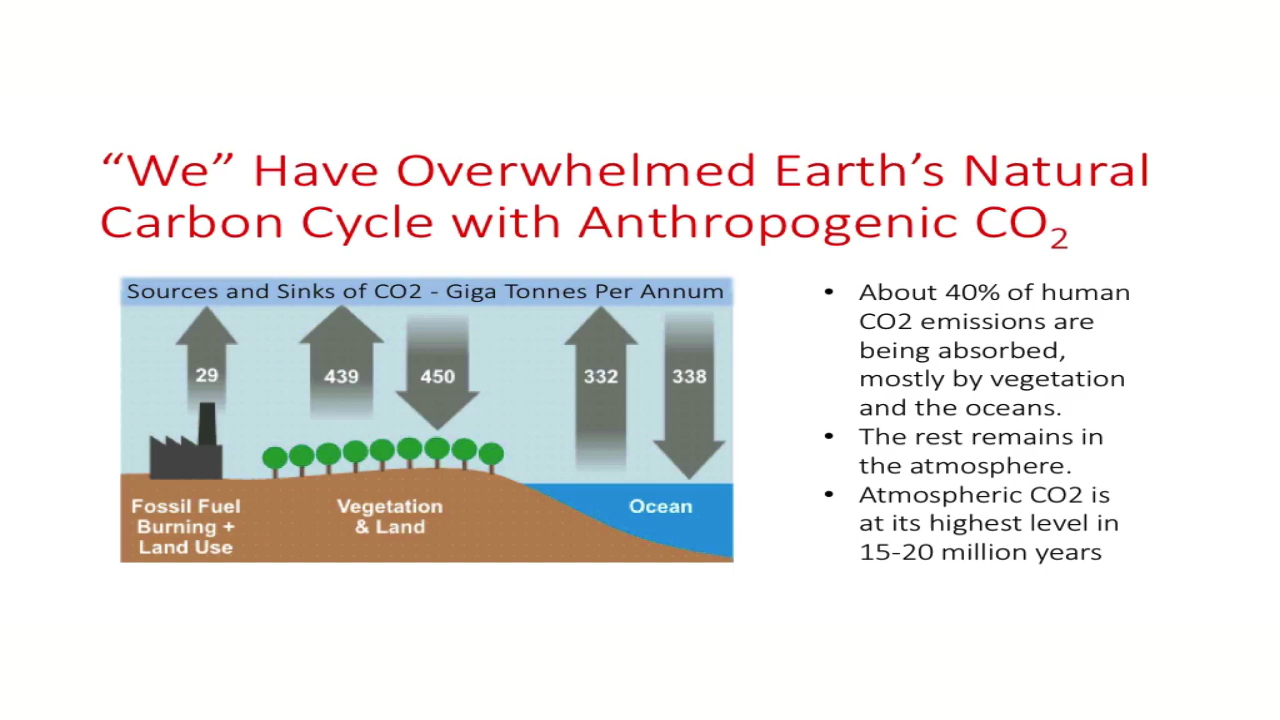 “We” Have Overwhelmed Earth’s Natural
Carbon Cycle with Anthropogenic CO₂
Sources and Sinks of CO2 - Giga Tonnes Per Annum
29
439
450
332
338
Fossil Fuel
Burning +
Land Use
Vegetation
& Land
Ocean
• About 40% of human
CO2 emissions are
being absorbed,
mostly by vegetation
and the oceans.
• The rest remains in
the atmosphere.
• Atmospheric CO2 is
at its highest level in
15-20 million years